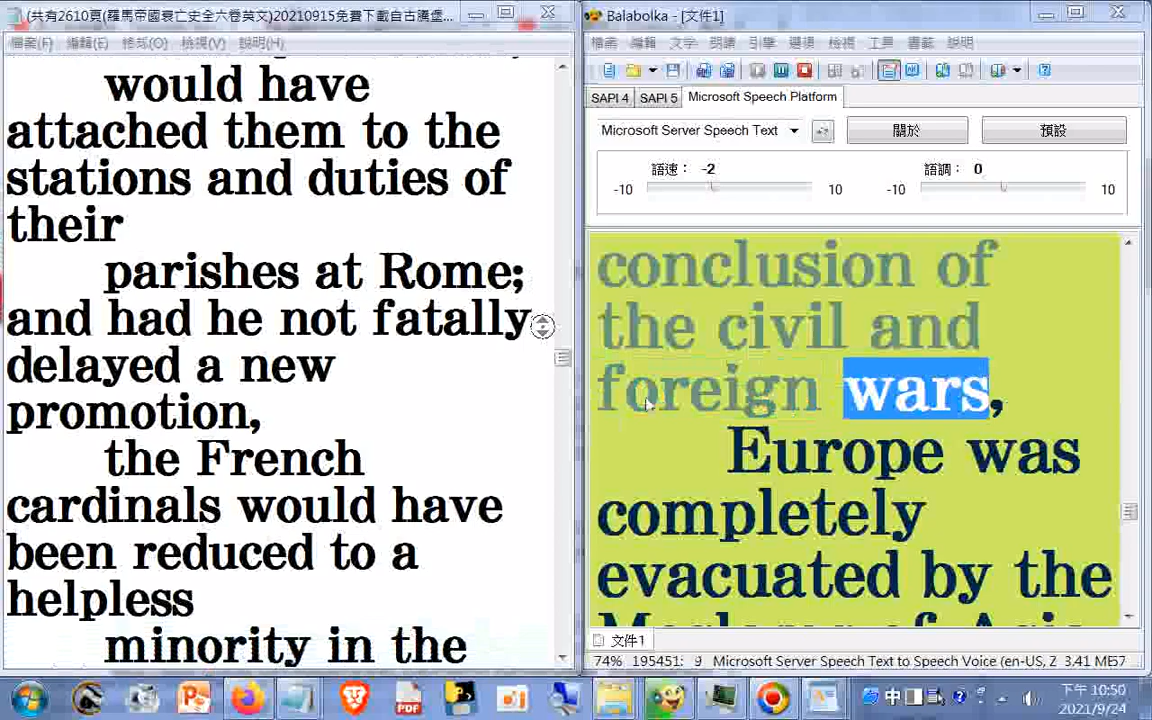 (共有2610頁(羅馬帝國衰亡史全六卷英文)20210915免費下載自古騰堡...
檔案(F) 編輯(E) 格式(O) 檢視(V) 說明(H)
would have
attached them to the
stations and duties of
their
parishes at Rome;
and had he not fatally
delayed a new
promotion,
the French
cardinals would have
been reduced to a
helpless
minority in the
Balabolka - [文件1]
檔案 編輯 文字 朗讀 引擎 選項 檢視 工具 書籤 說明
SAPI 4 SAPI 5 Microsoft Speech Platform
Microsoft Server Speech Text 關於 預設
語速: -2 語調: 0
-10 10 -10 10
conclusion of
the civil and
foreign wars,
Europe was
completely
evacuated by the
文件1
74% 195451: 9 Microsoft Server Speech Text to Speech Voice (en-US, Z 3.41 MB
PDF
中
下午 10:50
2021/9/24